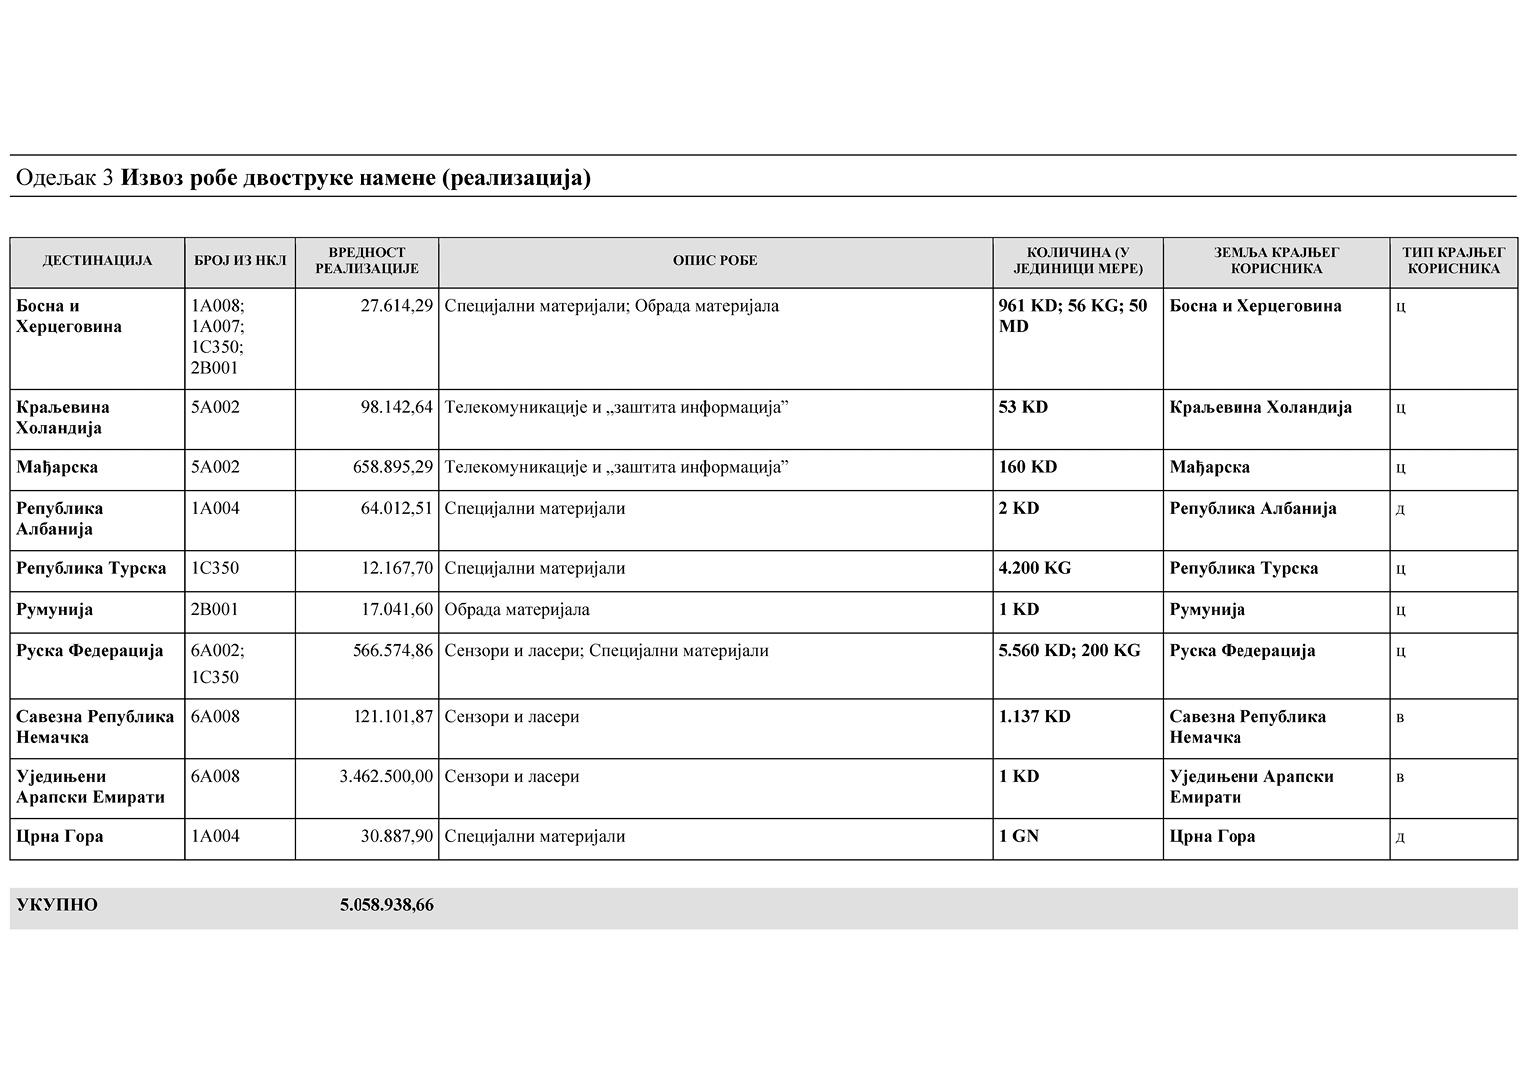 Одељак 3 Извоз робе двоструке намене (реализација)
ДЕСТИНАЦИЈА
БРОЈ ИЗ НКЛ
ВРЕДНОСТ
РЕАЛИЗАЦИЈЕ
ОПИС РОБЕ
КОЛИЧИНА (У
ЈЕДИНИЦИ МЕРЕ)
ЗЕМЉА КРАЈЊЕГ
КОРИСНИКА
ТИП КРАЈЊЕГ
КОРИСНИКА
Босна и
Херцеговина
1A008;
1A007;
1C350;
2B001
27.614,29
Специјални материјали; Обрада материјала
961 KD; 56 KG; 50
MD
Босна и Херцеговина
ц
Краљевина
Холандија
5A002
98.142,64
Телекомуникације и „заштита информација”
53 KD
Краљевина Холандија
ц
Мађарска
5A002
658.895,29
Телекомуникације и „заштита информација”
160 KD
Мађарска
ц
Република
Албанија
1A004
64.012,51
Специјални материјали
2 KD
Република Албанија
д
Република Турска
1C350
12.167,70
Специјални материјали
4.200 KG
Република Турска
ц
Румунија
2B001
17.041,60
Обрада материјала
1 KD
Румунија
ц
Руска Федерација
6A002;
1C350
566.574,86
Сензори и ласери; Специјални материјали
5.560 KD; 200 KG
Руска Федерација
ц
Савезна Република
Немачка
6A008
121.101,87
Сензори и ласери
1.137 KD
Савезна Република
Немачка
в
Уједињени
Арапски Емирати
6A008
3.462.500,00
Сензори и ласери
1 KD
Уједињени Арапски
Емирати
в
Црна Гора
1A004
30.887,90
Специјални материјали
1 GN
Црна Гора
д
УКУПНО
5.058.938,66